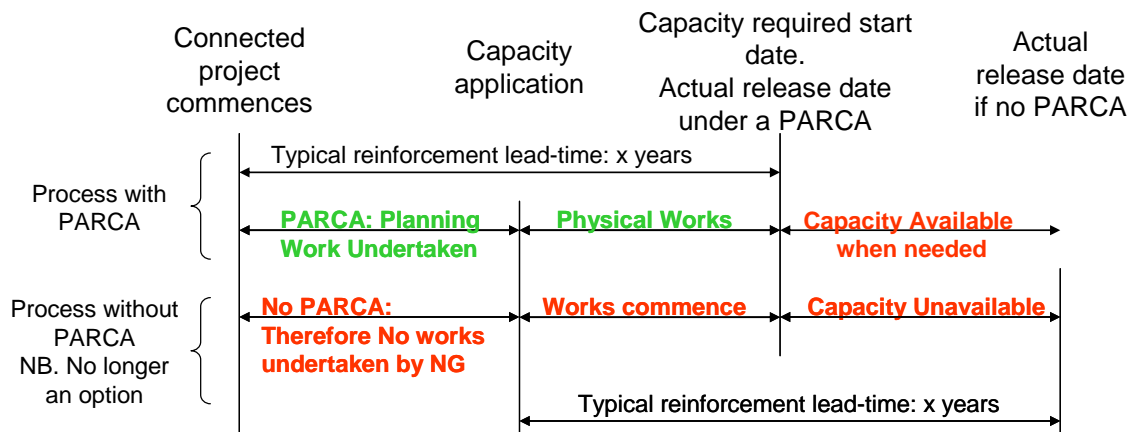 Connected
project
commences
Capacity
application
Capacity required start
date.
Actual release date
under a PARCA
Actual
release date
if no PARCA
Typical reinforcement lead-time: x years
Process with
PARCA
PARCA: Planning
Work Undertaken
Physical Works
Capacity Available
when needed
Process without
PARCA
NB. No longer
an option
No PARCA:
Therefore No works
undertaken by NG
Works commence
Capacity Unavailable
Typical reinforcement lead-time: x years